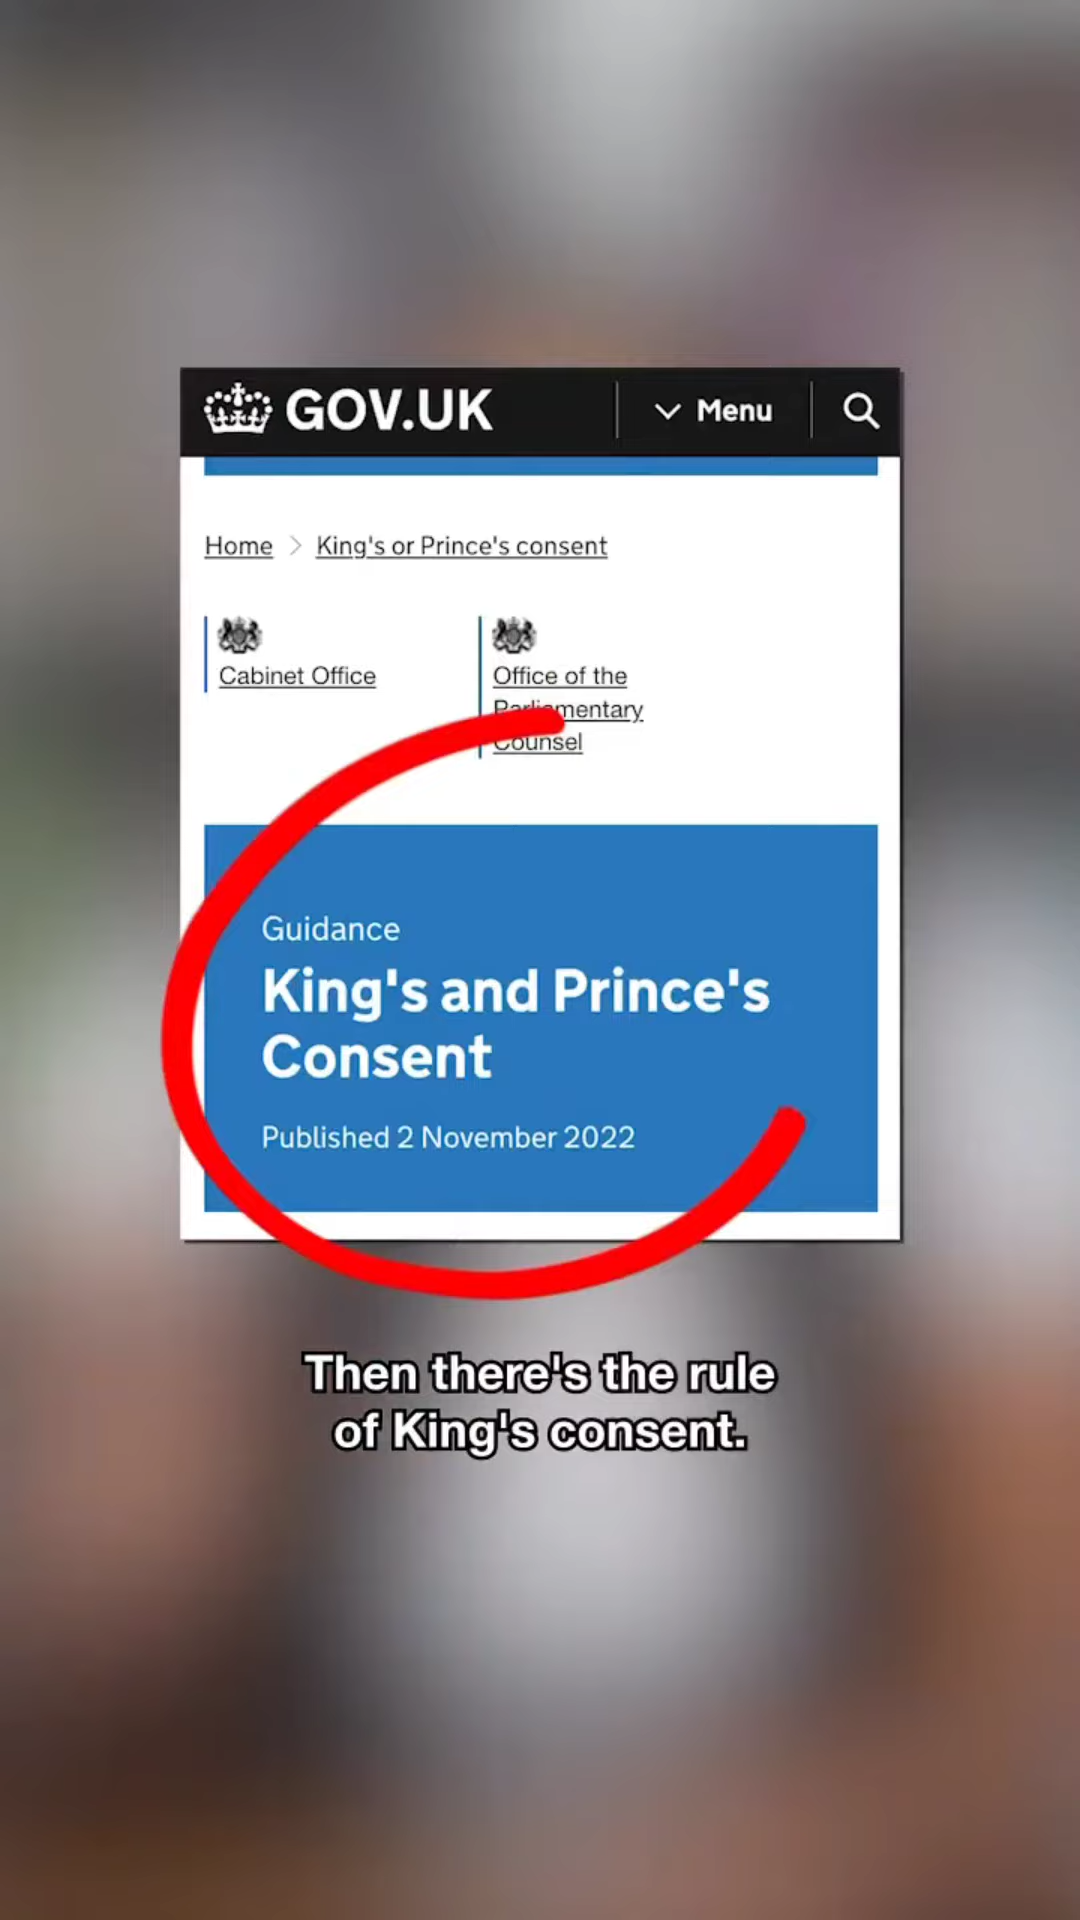 GOV.UK
Menu
Home
King's or Prince's consent
Cabinet Office
Office of the
Parliamentary
Counsel
Guidance
King's and Prince's
Consent
Published 2 November 2022
Then there's the rule
of King's consent.